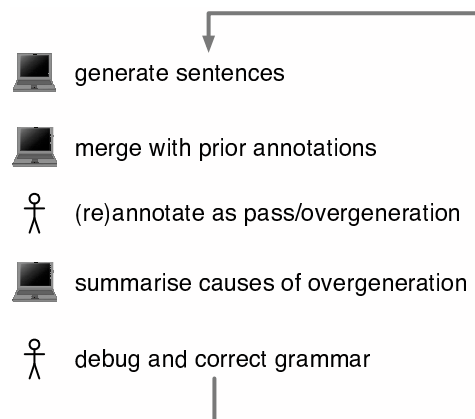 generate sentences
merge with prior annotations
(re)annotate as pass/overgeneration
summarise causes of overgeneration
debug and correct grammar